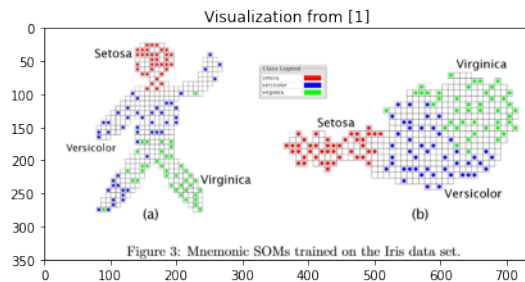 Visualization from [1]
0
50
100
150
200
250
300
350
0
100
200
300
400
500
600
700
Setosa
Versicolor
Virginica
(a)
Class Legend
setosa
versicolor
virginica
Setosa
Virginica
Versicolor
(b)
Figure 3: Mnemonic SOMs trained on the Iris data set.